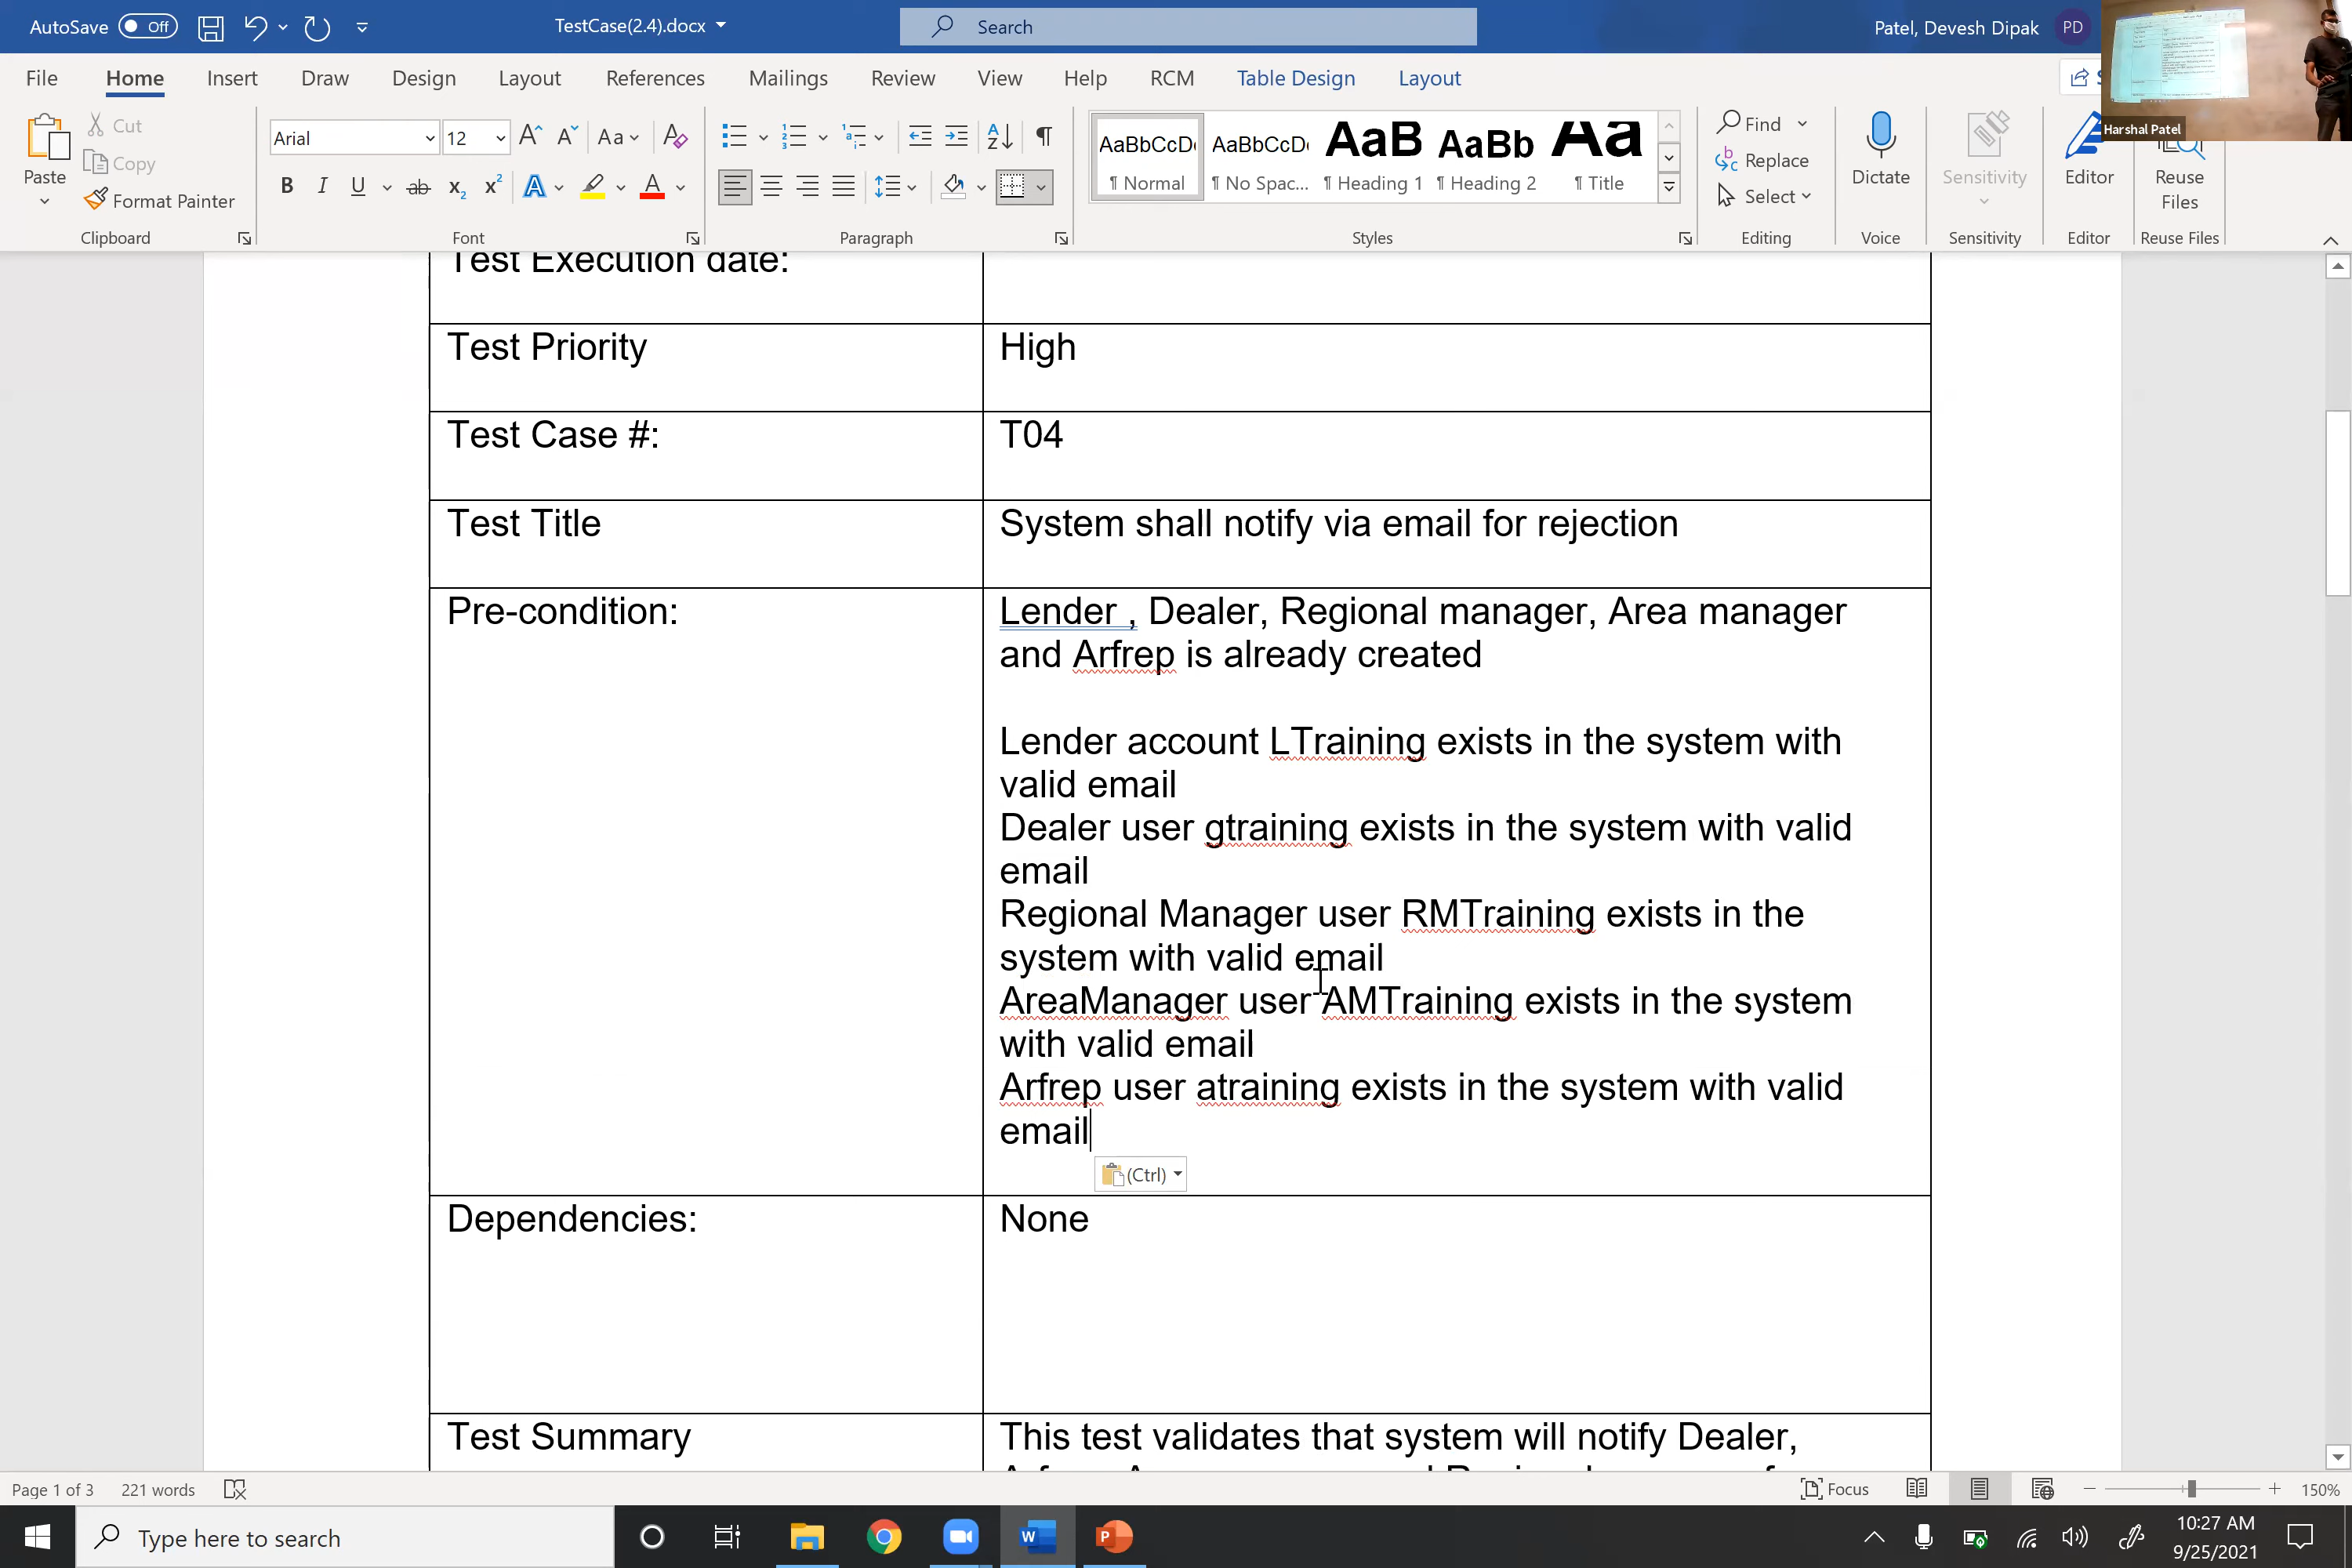 AutoSave Off TestCase(2.4).docx Search Patel, Devesh Dipak PD
File Home Insert Draw Design Layout References Mailings Review View Help RCM Table Design Layout
Harshal Patel
Paste
Cut
Copy
Format Painter
Clipboard
Arial 12
Font
Paragraph
AaBbCcD AaBbCcD AaB AaBb Aa
¶ Normal ¶ No Spac... ¶ Heading 1 ¶ Heading 2 ¶ Title
Styles
Find
Replace
Select
Editing
Dictate
Voice
Sensitivity
Sensitivity
Editor
Editor
Reuse
Files
Reuse Files
Test Execution date:
Test Priority High
Test Case #: T04
Test Title System shall notify via email for rejection
Pre-condition: Lender , Dealer, Regional manager, Area manager
and Arfrep is already created
Lender account LTraining exists in the system with
valid email
Dealer user gtraining exists in the system with valid
email
Regional Manager user RMTraining exists in the
system with valid email
AreaManager user AMTraining exists in the system
with valid email
Arfrep user atraining exists in the system with valid
email
(Ctrl)
Dependencies: None
Test Summary This test validates that system will notify Dealer,
Page 1 of 3 221 words Focus 150%
Type here to search
10:27 AM
9/25/2021